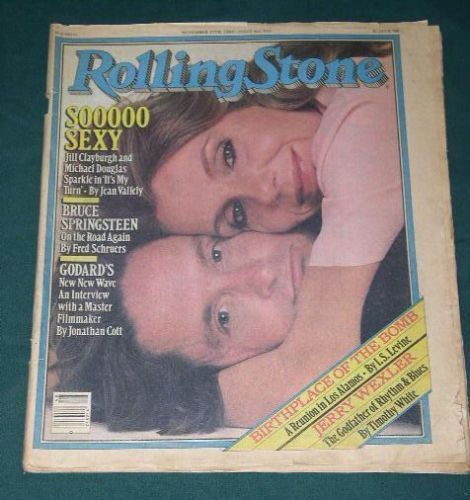 Rolling Stone
SOOOOO
SEXY
Jill Clayburgh and
Michael Douglas
Sparkle in 'It's My
Turn' - By Jean Vallely
BRUCE
SPRINGSTEEN
On the Road Again
By Fred Schruers
GODARD'S
New New Wave
An Interview
with a Master
Filmmaker
By Jonathan Cott
BIRTHPLACE OF THE BOMB
A Reunion in Los Alamos - By I. S. Levine
JERRY WEXLER
The Godfather of Rhythm & Blues
By Timothy White